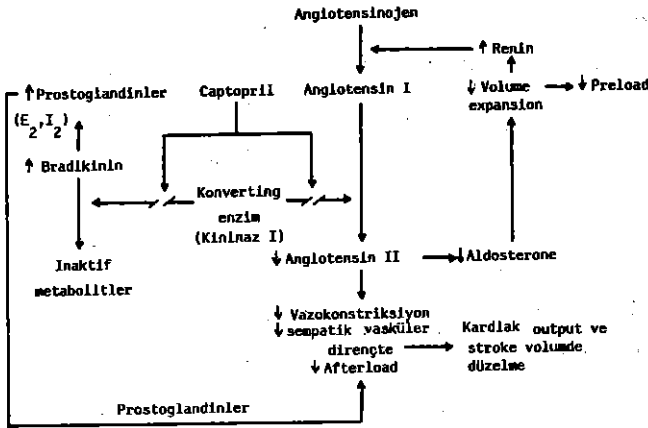 Angiotensinojen
↑ Renin
↑ Prostoglandinler
(E2,I2)
Captopril
Angiotensin I
↓ Volume
expansion
↓ Preload
↑ Bradikinin
Konverting
enzim
(Kininaz I)
Inaktif
metabolitler
↓ Angiotensin II
↓ Aldosterone
↓ Vazokonstriksiyon
↓ sempatik vasküler
dirençte
↓ Afterload
Kardiak output ve
stroke volumde
düzelme
Prostoglandinler